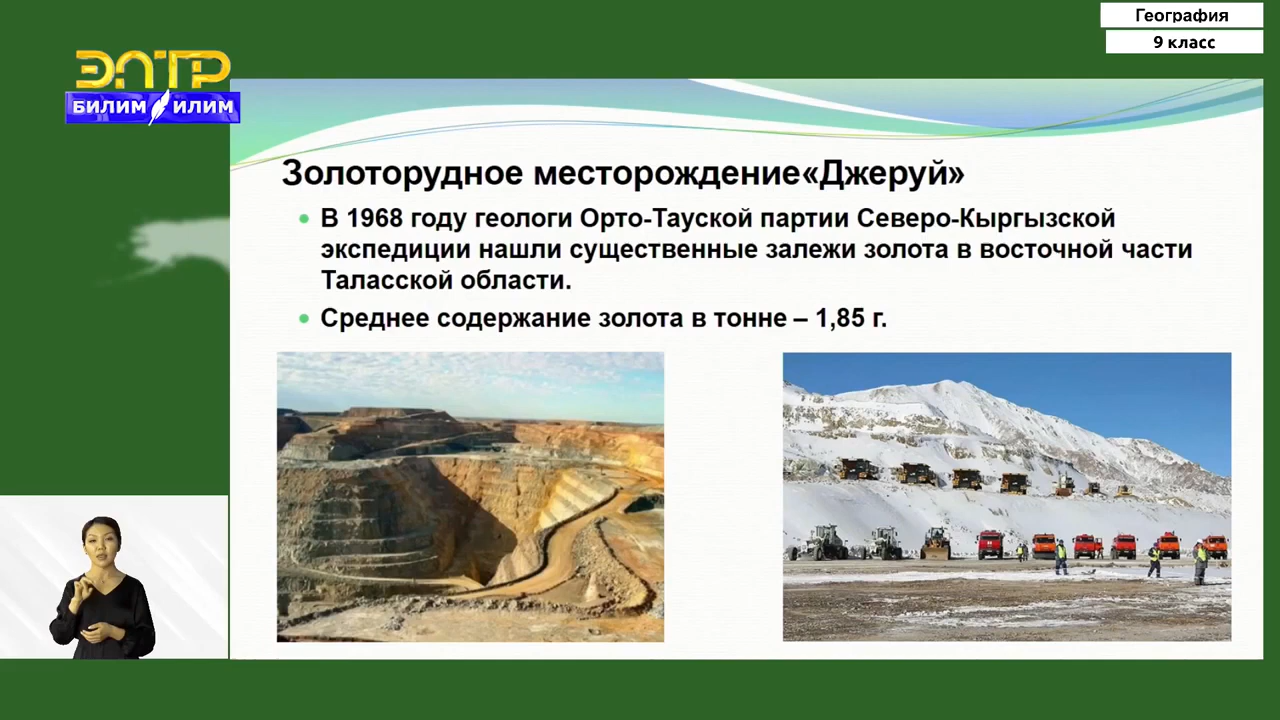 География
9 класс
ЭЛТР
БИЛИМ ИЛИМ
Золоторудное месторождение«Джеруй»
В 1968 году геологи Орто-Тауской партии Северо-Кыргызской
экспедиции нашли существенные залежи золота в восточной части
Таласской области.
Среднее содержание золота в тонне – 1,85 г.